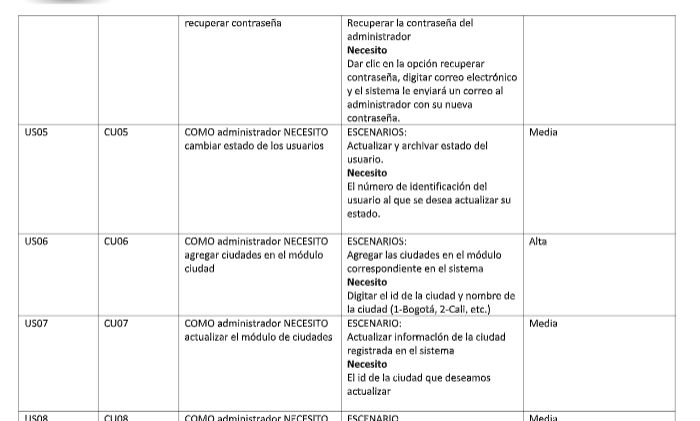 recuperar contraseña
Recuperar la contraseña del
administrador
Necesito
Dar clic en la opción recuperar
contraseña, digitar correo electrónico
y el sistema le enviará un correo al
administrador con su nueva
contraseña.
US05
CU05
COMO administrador NECESITO
cambiar estado de los usuarios
ESCENARIOS:
Actualizar y archivar estado del
usuario.
Necesito
El número de identificación del
usuario al que se desea actualizar su
estado.
Media
US06
CU06
COMO administrador NECESITO
agregar ciudades en el módulo
ciudad
ESCENARIOS:
Agregar las ciudades en el módulo
correspondiente en el sistema
Necesito
Digitar el id de la ciudad y nombre de
la ciudad (1-Bogotá, 2-Cali, etc.)
Alta
US07
CU07
COMO administrador NECESITO
actualizar el módulo de ciudades
ESCENARIO:
Actualizar información de la ciudad
registrada en el sistema
Necesito
El id de la ciudad que deseamos
actualizar
Media
US08
CU08
COMO administrador NECESITO
ESCENARIO
Media